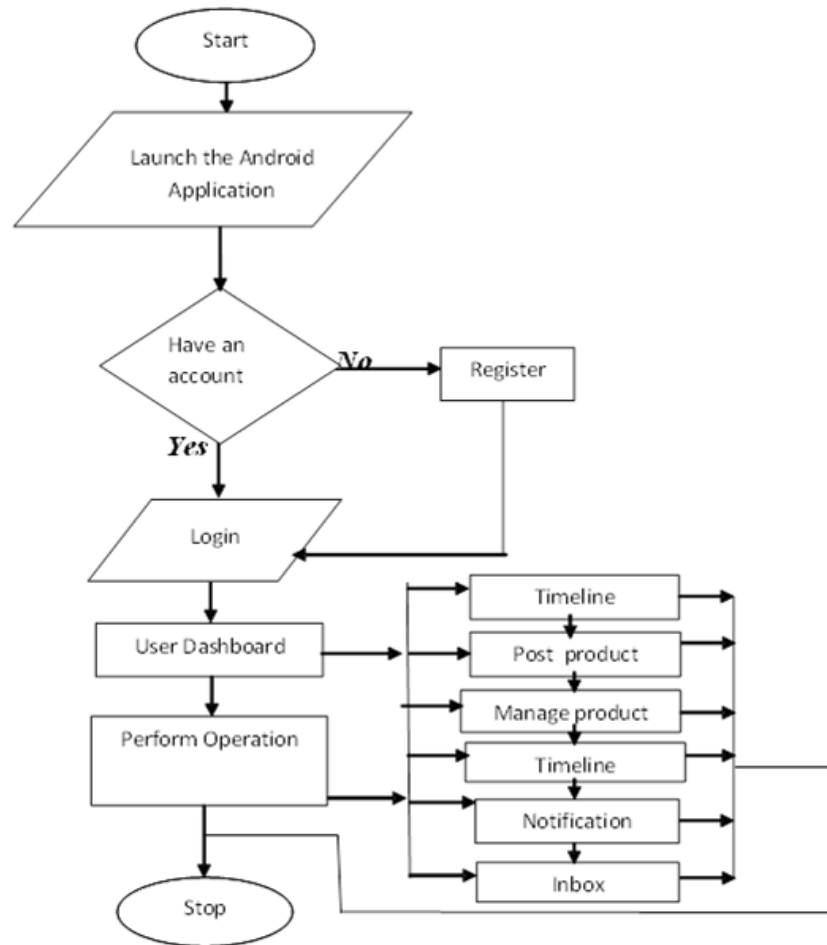 Start
Launch the Android
Application
Have an
account
No
Register
Yes
Login
Timeline
User Dashboard
Post product
Manage product
Perform Operation
Timeline
Notification
Inbox
Stop